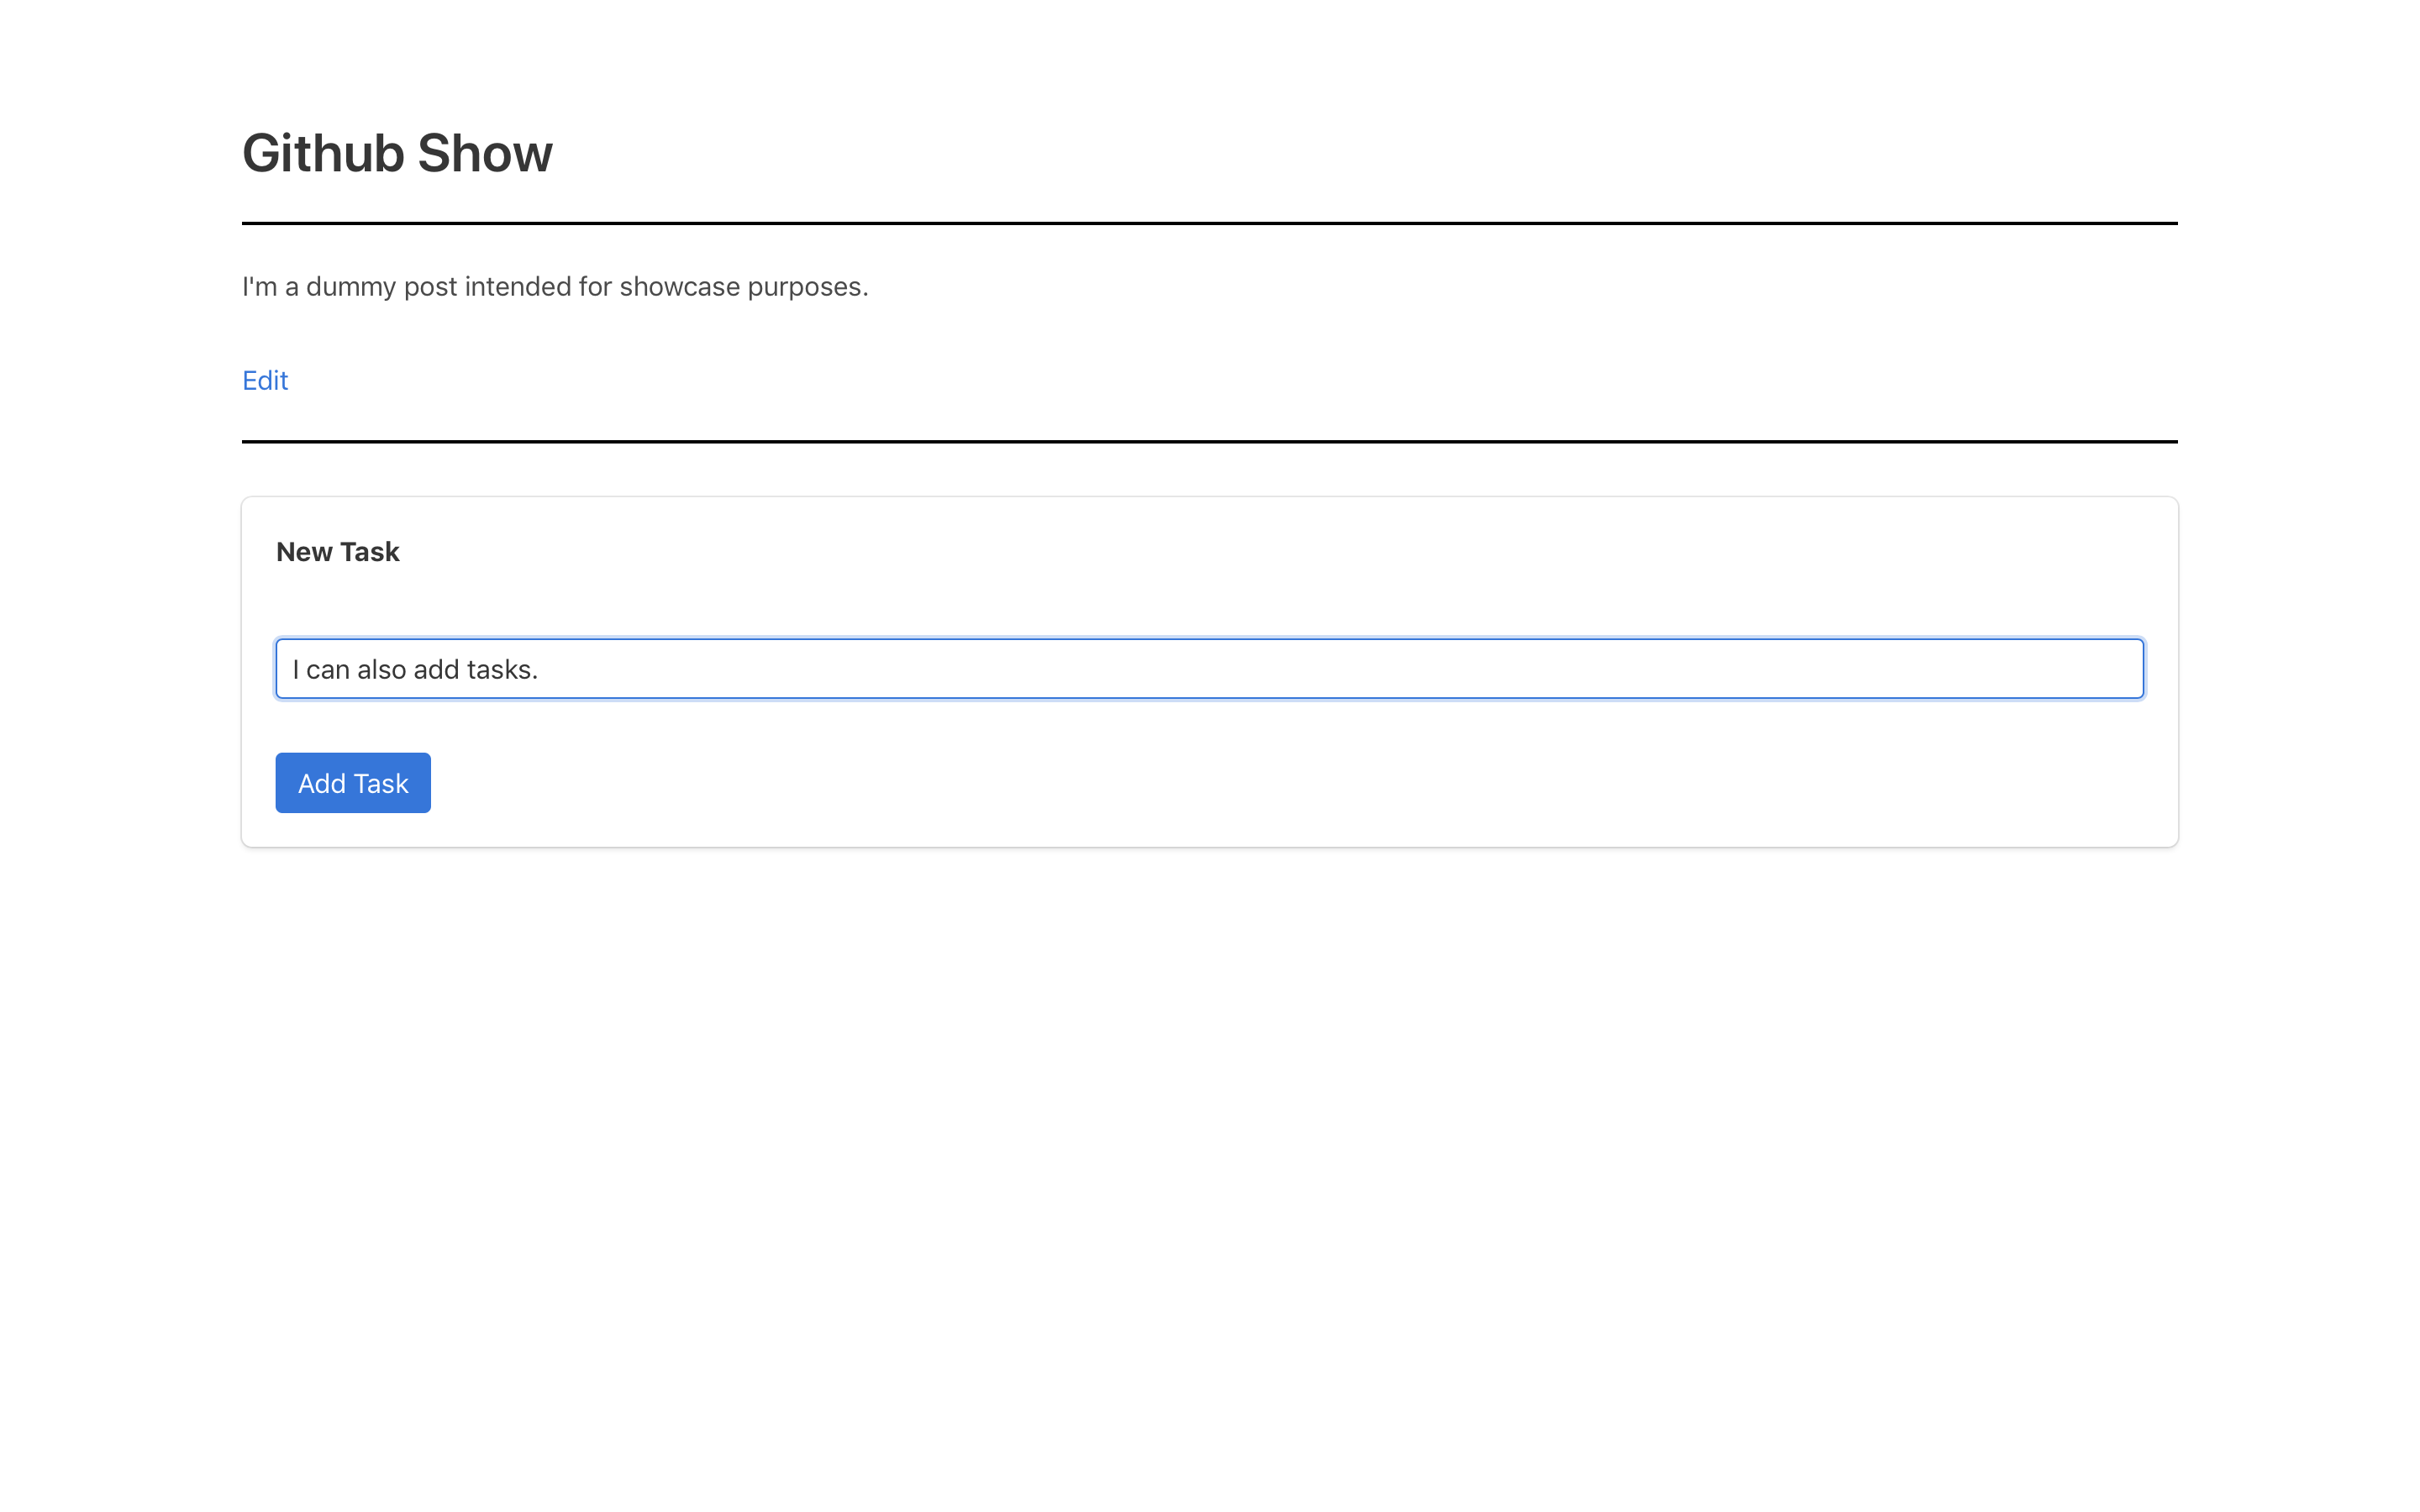 Github Show
I'm a dummy post intended for showcase purposes.
Edit
New Task
I can also add tasks.
Add Task